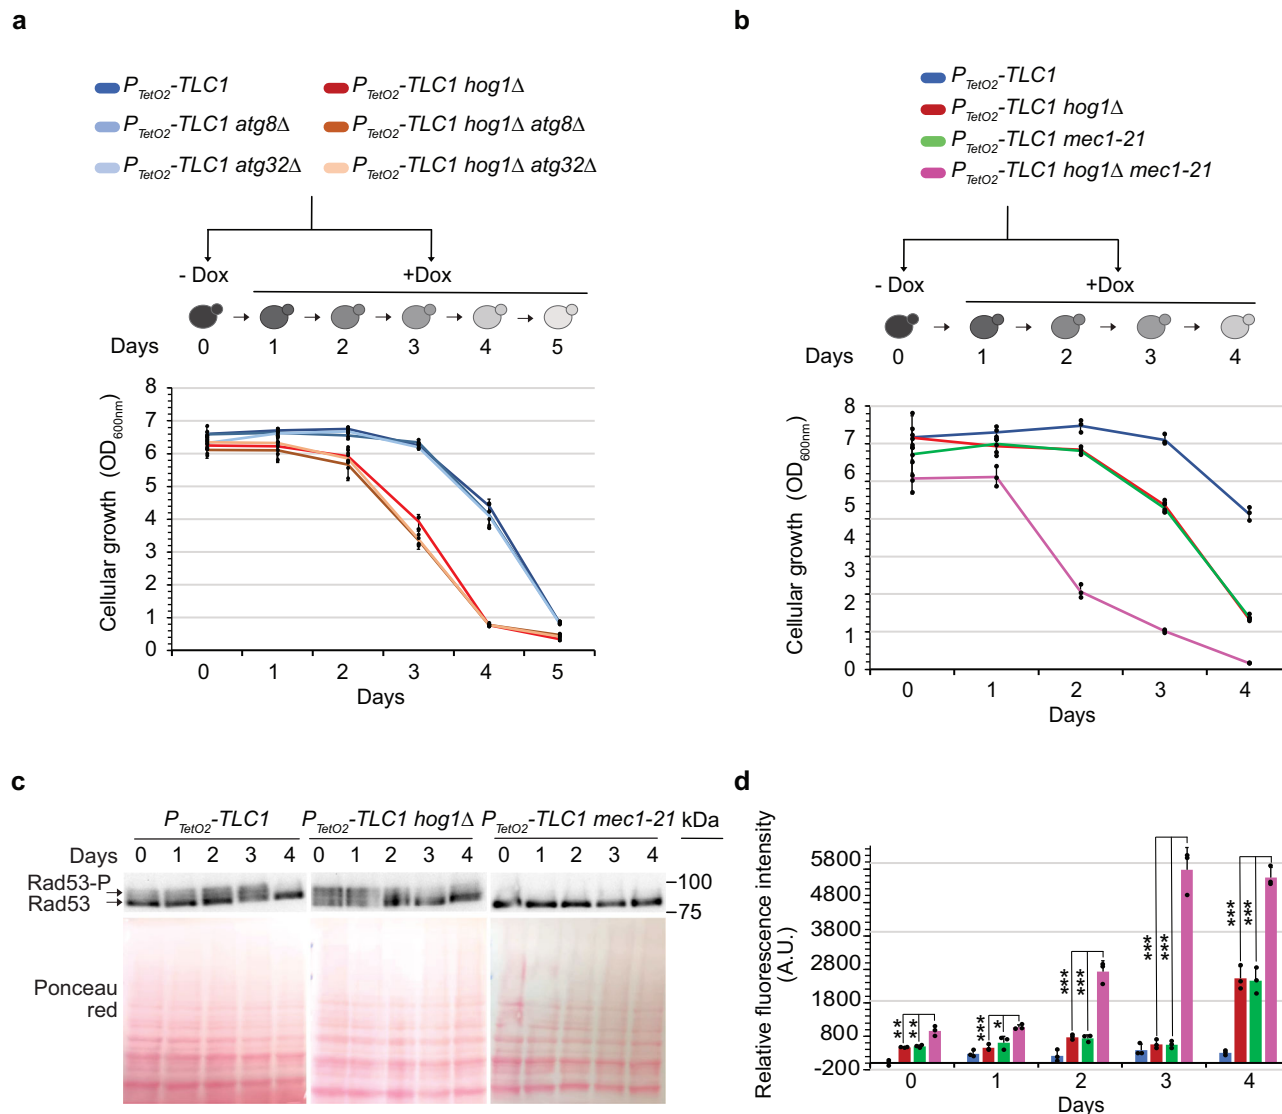 a
P_TetO2-TLC1 P_TetO2-TLC1 hog1Δ
P_TetO2-TLC1 atg8Δ P_TetO2-TLC1 hog1Δ atg8Δ
P_TetO2-TLC1 atg32Δ P_TetO2-TLC1 hog1Δ atg32Δ
- Dox +Dox
Days 0 1 2 3 4 5
Cellular growth (OD600nm)
8
7
6
5
4
3
2
1
0
0 1 2 3 4 5
Days
b
P_TetO2-TLC1
P_TetO2-TLC1 hog1Δ
P_TetO2-TLC1 mec1-21
P_TetO2-TLC1 hog1Δ mec1-21
- Dox +Dox
Days 0 1 2 3 4
Cellular growth (OD600nm)
8
7
6
5
4
3
2
1
0
0 1 2 3 4
Days
c
P_TetO2-TLC1 P_TetO2-TLC1 hog1Δ P_TetO2-TLC1 mec1-21 kDa
Days 0 1 2 3 4 0 1 2 3 4 0 1 2 3 4
Rad53-P
Rad53
100
75
Ponceau
red
d
Relative fluorescence intensity
(A.U.)
5800
4800
3800
2800
1800
800
-200
** **
*** *
*** ***
*** ***
*** ***
0 1 2 3 4
Days